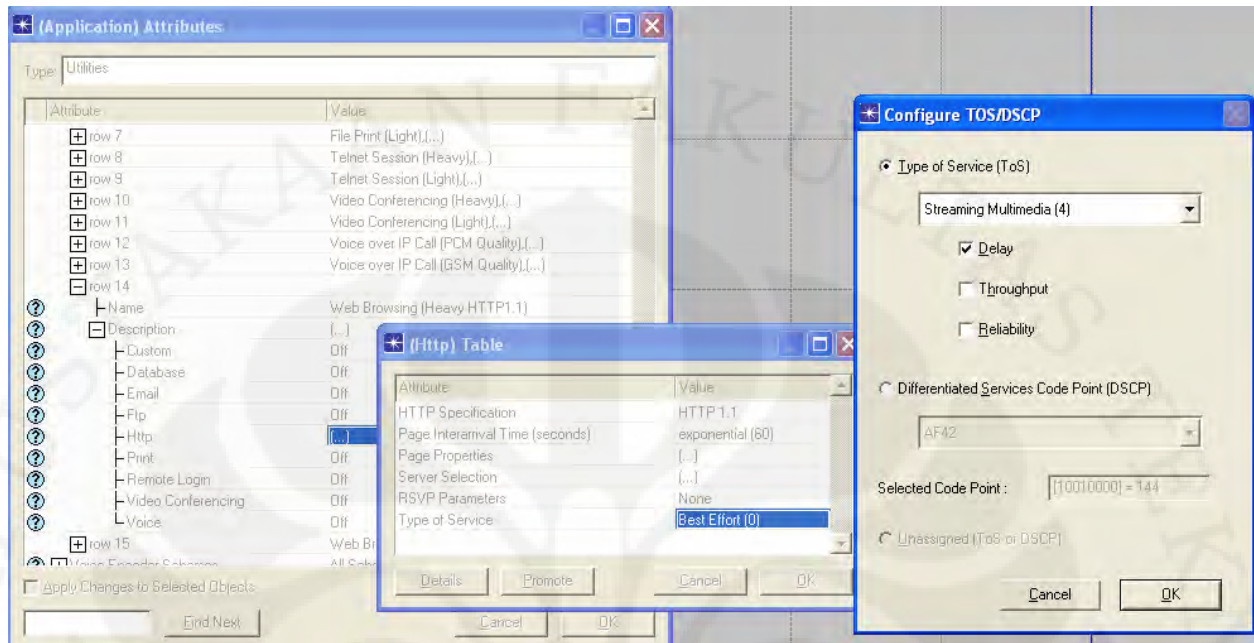 (Application) Attributes
Type: Utilities
Attribute Value
row 7 File Print (Light),(...)
row 8 Telnet Session (Heavy),(...)
row 9 Telnet Session (Light),(...)
row 10 Video Conferencing (Heavy),(...)
row 11 Video Conferencing (Light),(...)
row 12 Voice over IP Call (PCM Quality),(...)
row 13 Voice over IP Call (GSM Quality),(...)
row 14
Name Web Browsing (Heavy HTTP1.1)
Description (...)
Custom Off
Database Off
Email Off
Ftp Off
Http (...)
Print Off
Remote Login Off
Video Conferencing Off
Voice Off
row 15 Web Br
Voice Encoder Schemes All Sche
Apply Changes to Selected Objects
Find Next Cancel OK
(Http) Table
Attribute Value
HTTP Specification HTTP 1.1
Page Interarrival Time (seconds) exponential (60)
Page Properties (...)
Server Selection (...)
RSVP Parameters None
Type of Service Best Effort (0)
Details Promote Cancel OK
Configure TOS/DSCP
Type of Service (ToS)
Streaming Multimedia (4)
Delay
Throughput
Reliability
Differentiated Services Code Point (DSCP)
AF42
Selected Code Point : [10010000] = 144
Unassigned (ToS or DSCP)
Cancel OK